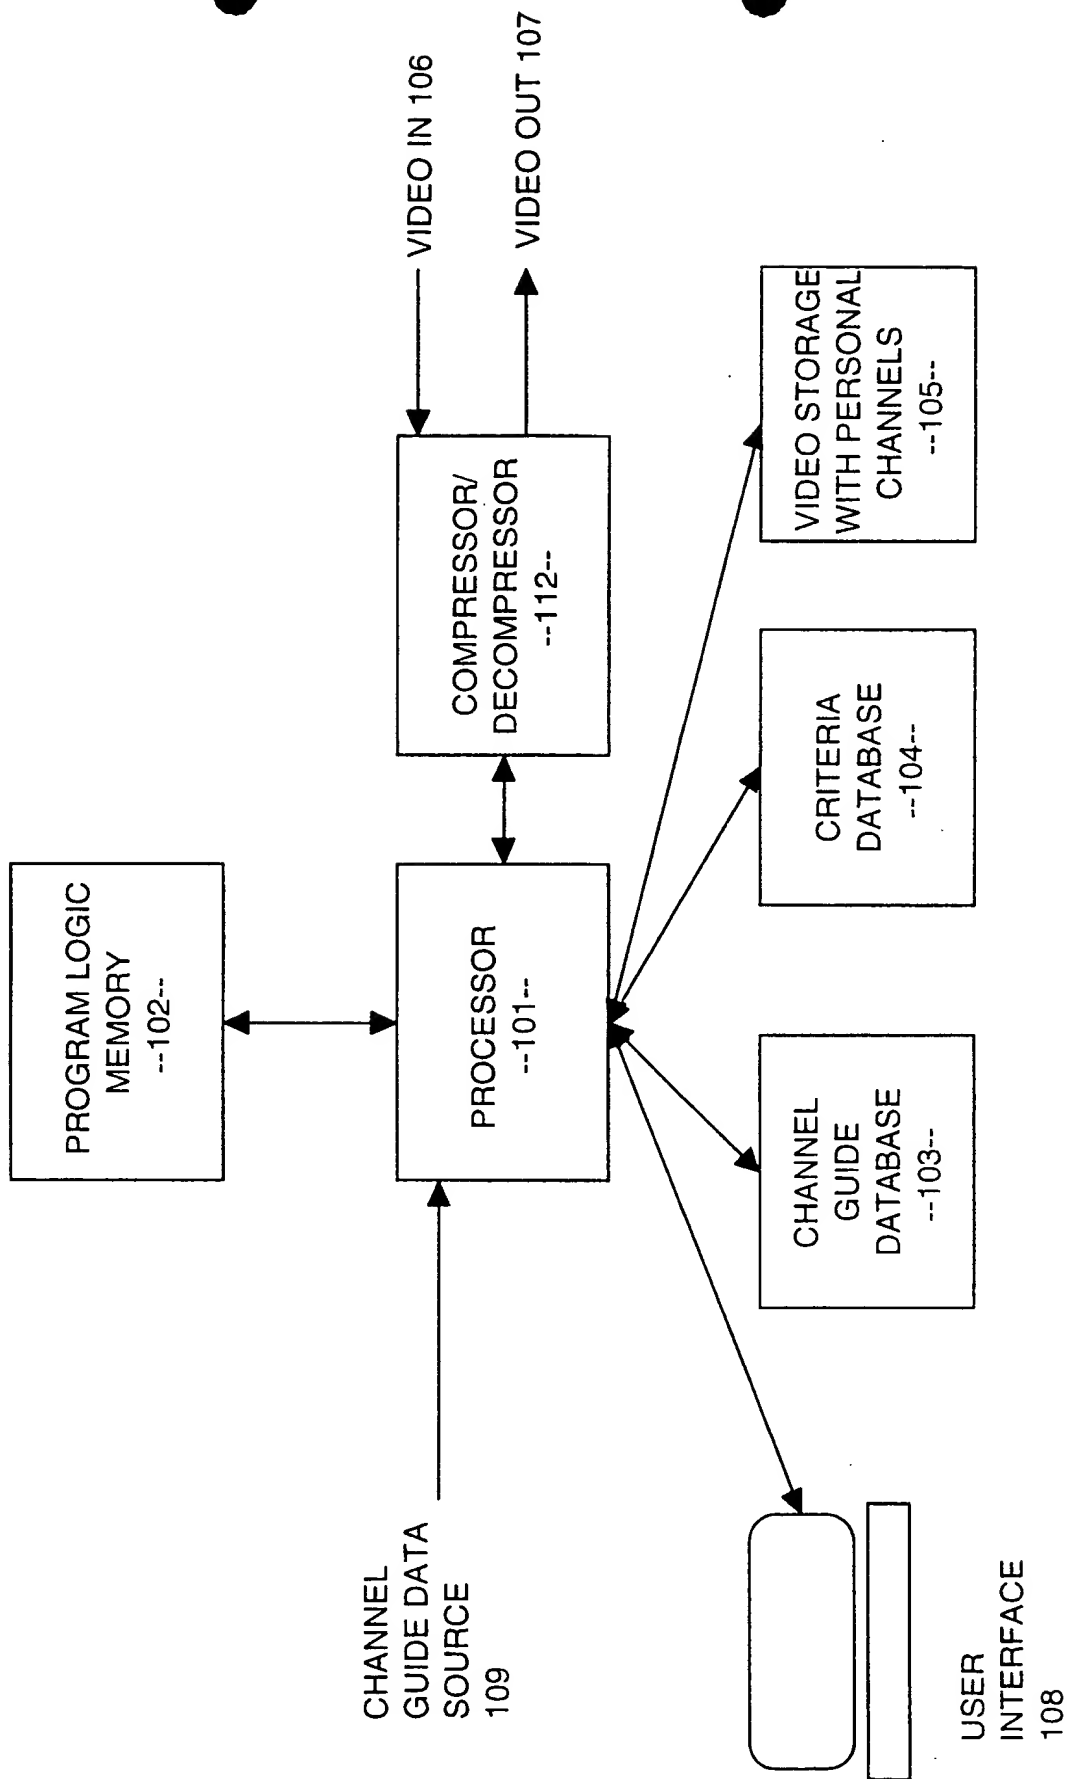 PROGRAM LOGIC
MEMORY
--102--
CHANNEL
GUIDE DATA
SOURCE
109
PROCESSOR
--101--
COMPRESSOR/
DECOMPRESSOR
--112--
VIDEO IN 106
VIDEO OUT 107
USER
INTERFACE
108
CHANNEL
GUIDE
DATABASE
--103--
CRITERIA
DATABASE
--104--
VIDEO STORAGE
WITH PERSONAL
CHANNELS
--105--